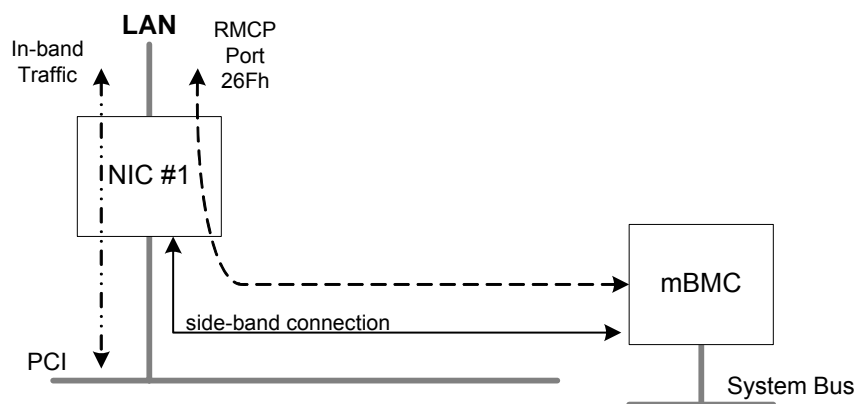 LAN
In-band
Traffic
RMCP
Port
26Fh
NIC #1
mBMC
side-band connection
PCI
System Bus